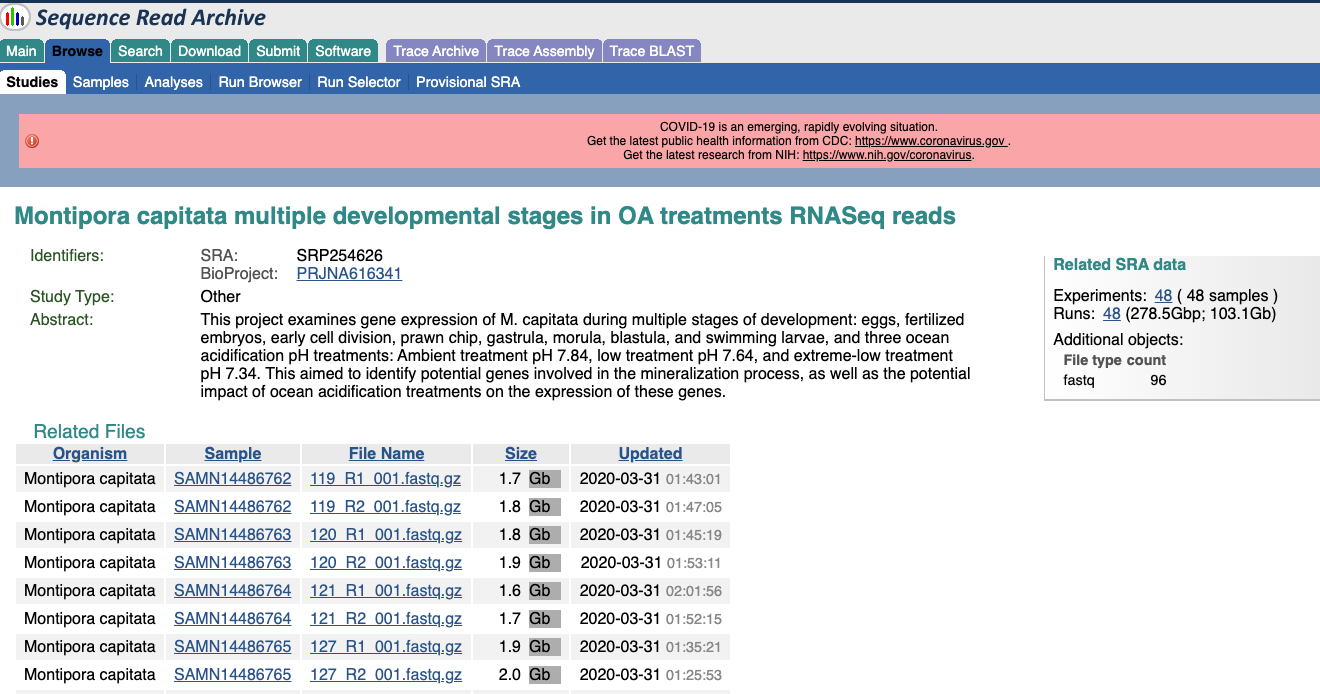 Sequence Read Archive
Main Browse Search Download Submit Software Trace Archive Trace Assembly Trace BLAST
Studies Samples Analyses Run Browser Run Selector Provisional SRA
COVID-19 is an emerging, rapidly evolving situation.
Get the latest public health information from CDC: https://www.coronavirus.gov .
Get the latest research from NIH: https://www.nih.gov/coronavirus.
Montipora capitata multiple developmental stages in OA treatments RNASeq reads
Identifiers: SRA: SRP254626
BioProject: PRJNA616341
Study Type: Other
Abstract: This project examines gene expression of M. capitata during multiple stages of development: eggs, fertilized
embryos, early cell division, prawn chip, gastrula, morula, blastula, and swimming larvae, and three ocean
acidification pH treatments: Ambient treatment pH 7.84, low treatment pH 7.64, and extreme-low treatment
pH 7.34. This aimed to identify potential genes involved in the mineralization process, as well as the potential
impact of ocean acidification treatments on the expression of these genes.
Related SRA data
Experiments: 48 ( 48 samples )
Runs: 48 (278.5Gbp; 103.1Gb)
Additional objects:
File type count
fastq 96
Related Files
Organism Sample File Name Size Updated
Montipora capitata SAMN14486762 119_R1_001.fastq.gz 1.7 Gb 2020-03-31 01:43:01
Montipora capitata SAMN14486762 119_R2_001.fastq.gz 1.8 Gb 2020-03-31 01:47:05
Montipora capitata SAMN14486763 120_R1_001.fastq.gz 1.8 Gb 2020-03-31 01:45:19
Montipora capitata SAMN14486763 120_R2_001.fastq.gz 1.9 Gb 2020-03-31 01:53:11
Montipora capitata SAMN14486764 121_R1_001.fastq.gz 1.6 Gb 2020-03-31 02:01:56
Montipora capitata SAMN14486764 121_R2_001.fastq.gz 1.7 Gb 2020-03-31 01:52:15
Montipora capitata SAMN14486765 127_R1_001.fastq.gz 1.9 Gb 2020-03-31 01:35:21
Montipora capitata SAMN14486765 127_R2_001.fastq.gz 2.0 Gb 2020-03-31 01:25:53